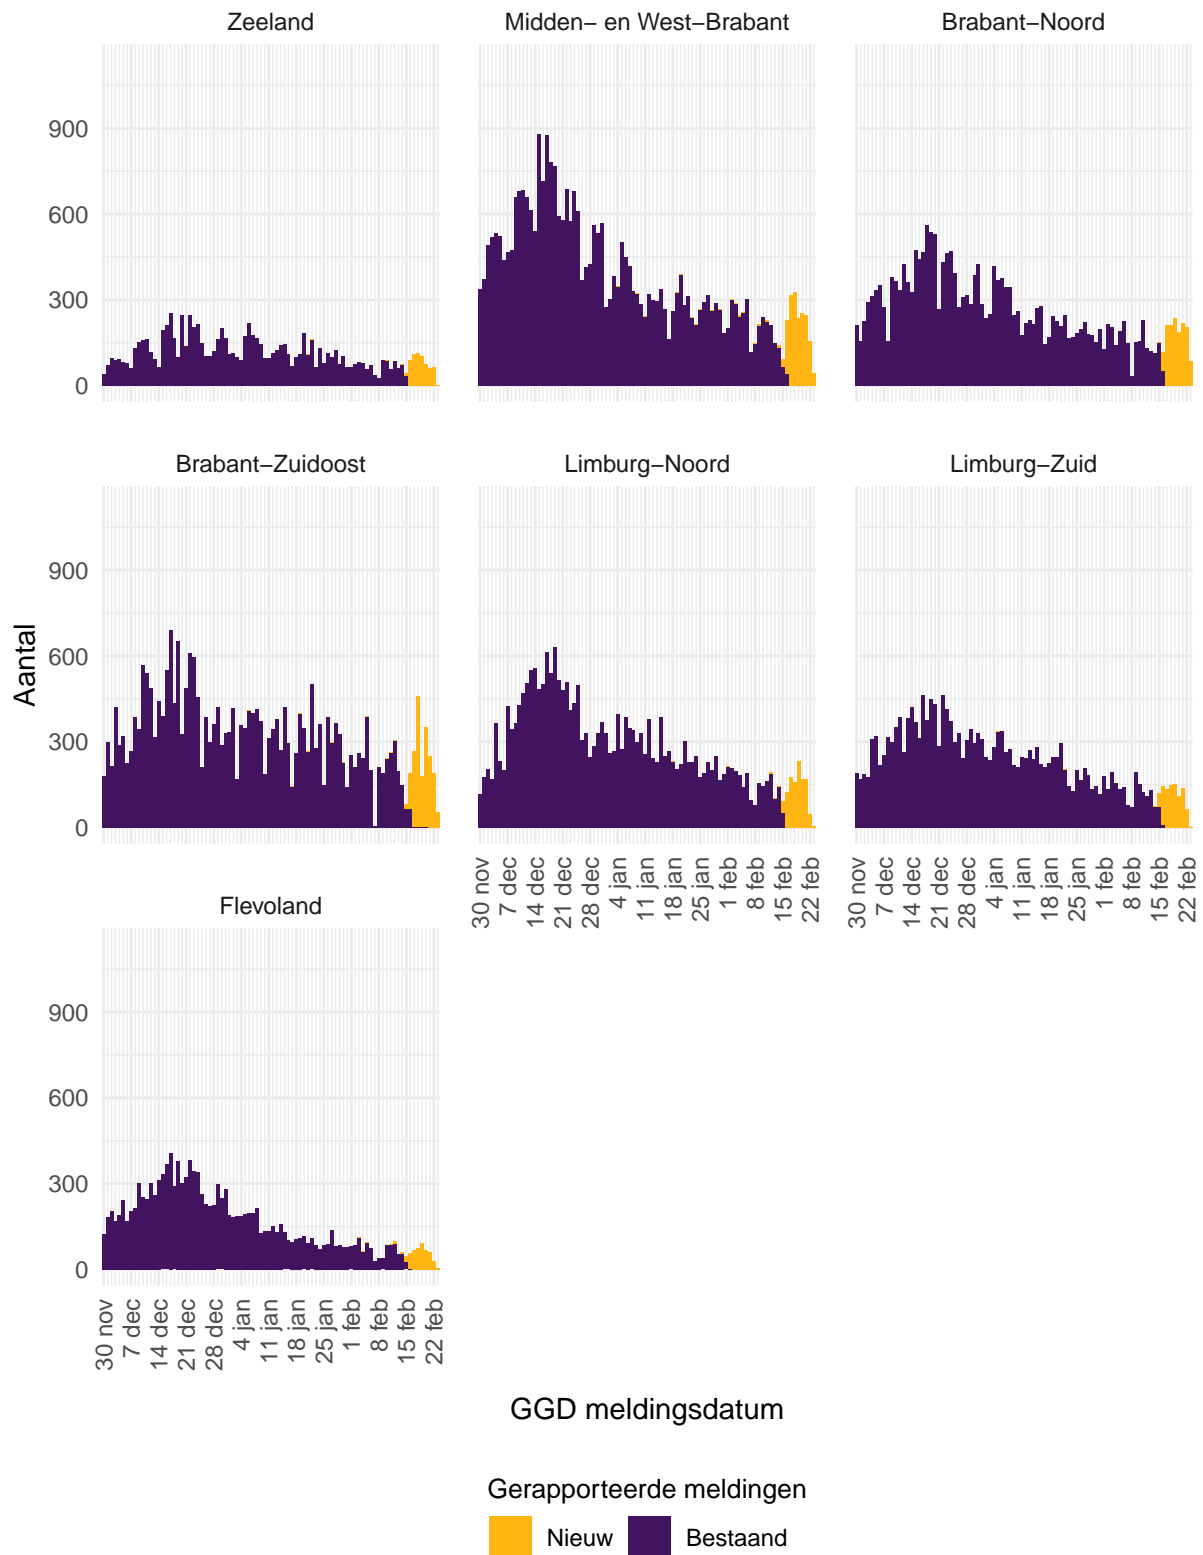 Zeeland
Midden– en West–Brabant
Brabant–Noord
900
600
300
0
Brabant–Zuidoost
Limburg–Noord
Limburg–Zuid
Aantal
900
600
300
0
30 nov
7 dec
14 dec
21 dec
28 dec
4 jan
11 jan
18 jan
25 jan
1 feb
8 feb
15 feb
22 feb
30 nov
7 dec
14 dec
21 dec
28 dec
4 jan
11 jan
18 jan
25 jan
1 feb
8 feb
15 feb
22 feb
Flevoland
900
600
300
0
30 nov
7 dec
14 dec
21 dec
28 dec
4 jan
11 jan
18 jan
25 jan
1 feb
8 feb
15 feb
22 feb
GGD meldingsdatum
Gerapporteerde meldingen
Nieuw
Bestaand